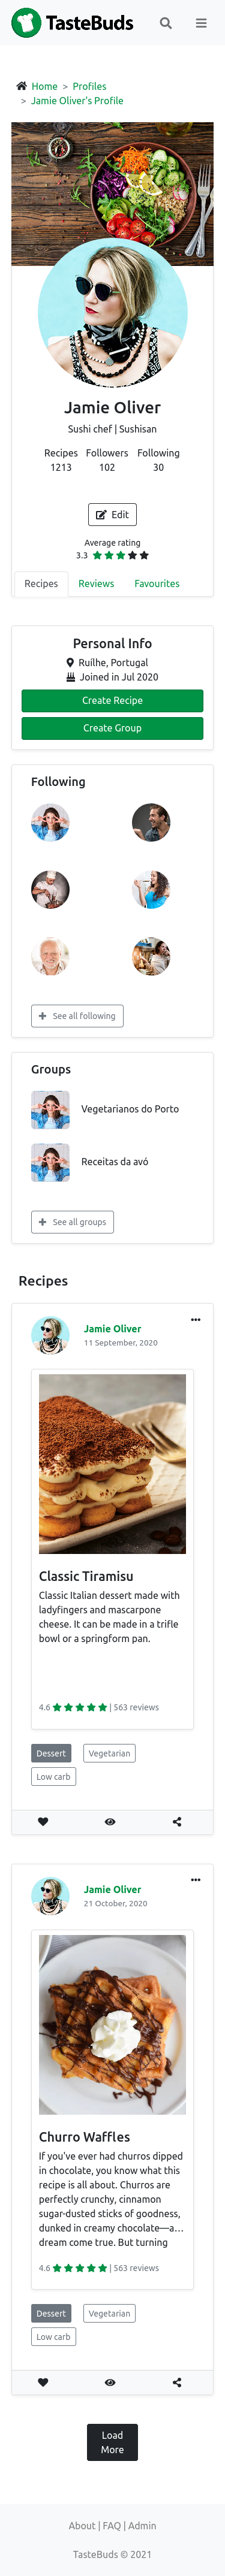 TasteBuds
Home > Profiles
> Jamie Oliver's Profile
Jamie Oliver
Sushi chef | Sushisan
Recipes Followers Following
1213 102 30
Edit
Average rating
3.3
Recipes Reviews Favourites
Personal Info
Ruílhe, Portugal
Joined in Jul 2020
Create Recipe
Create Group
Following
See all following
Groups
Vegetarianos do Porto
Receitas da avó
See all groups
Recipes
Jamie Oliver
11 September, 2020
Classic Tiramisu
Classic Italian dessert made with
ladyfingers and mascarpone
cheese. It can be made in a trifle
bowl or a springform pan.
4.6 | 563 reviews
Dessert Vegetarian
Low carb
Jamie Oliver
21 October, 2020
Churro Waffles
If you've ever had churros dipped
in chocolate, you know what this
recipe is all about. Churros are
perfectly crunchy, cinnamon
sugar-dusted sticks of goodness,
dunked in creamy chocolate—a…
dream come true. But turning
4.6 | 563 reviews
Dessert Vegetarian
Low carb
Load
More
About | FAQ | Admin
TasteBuds © 2021